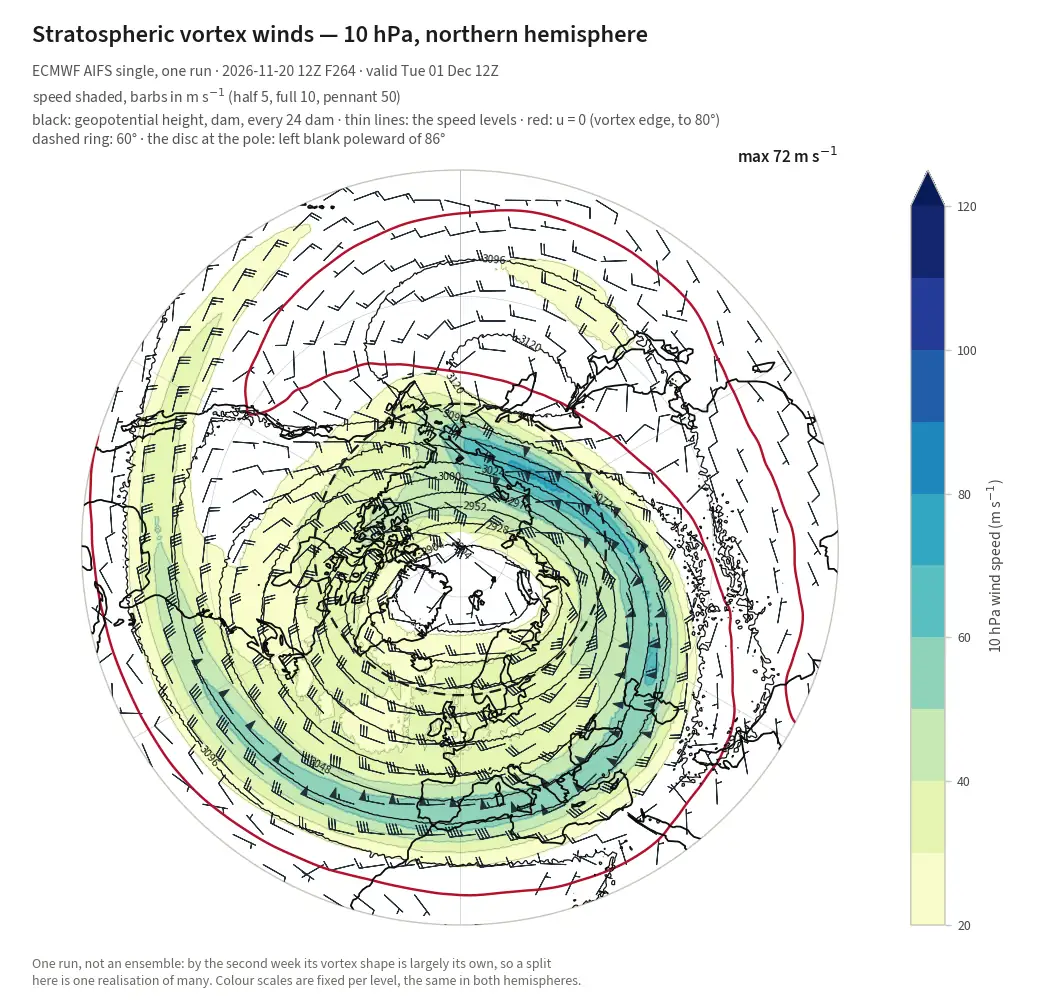 Stratospheric vortex winds — 10 hPa, northern hemisphere
ECMWF AIFS single, one run · 2026-11-20 12Z F264 · valid Tue 01 Dec 12Z
speed shaded, barbs in m s⁻¹ (half 5, full 10, pennant 50)
black: geopotential height, dam, every 24 dam · thin lines: the speed levels · red: u = 0 (vortex edge, to 80°)
dashed ring: 60° · the disc at the pole: left blank poleward of 86°
max 72 m s⁻¹
120
100
80
60
40
20
10 hPa wind speed (m s⁻¹)
3096
3120
3000
2952
2928
3096
One run, not an ensemble: by the second week its vortex shape is largely its own, so a split
here is one realisation of many. Colour scales are fixed per level, the same in both hemispheres.